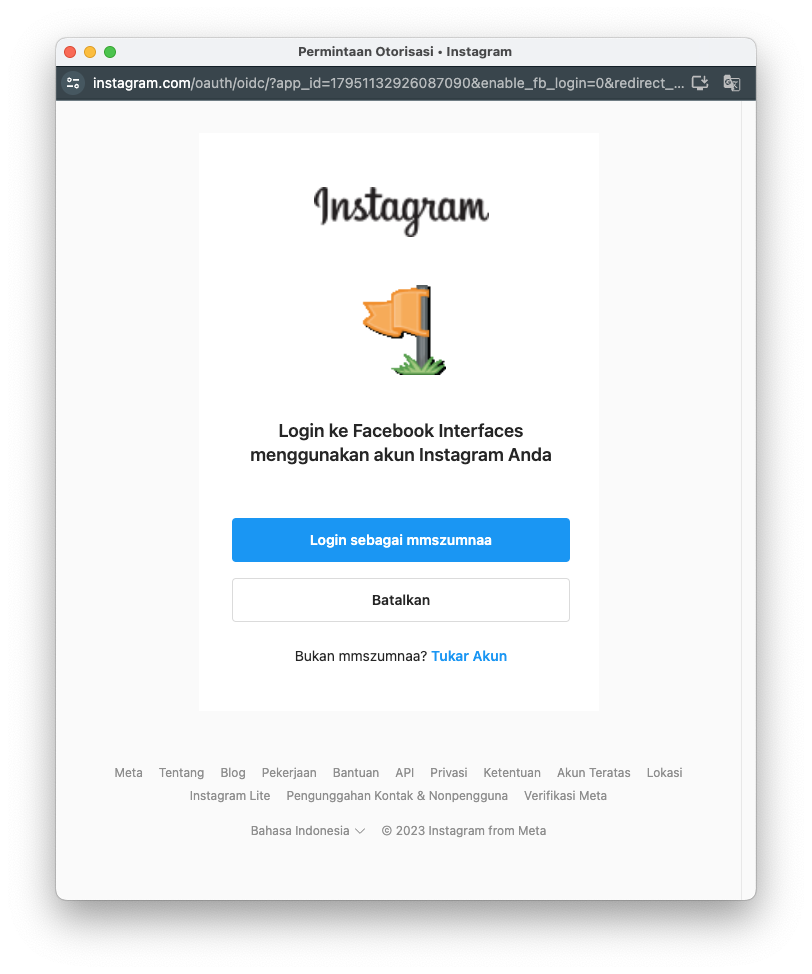 Permintaan Otorisasi • Instagram
instagram.com/oauth/oidc/?app_id=17951132926087090&enable_fb_login=0&redirect_...
Instagram
Login ke Facebook Interfaces
menggunakan akun Instagram Anda
Login sebagai mmszumnaa
Batalkan
Bukan mmszumnaa? Tukar Akun
Meta Tentang Blog Pekerjaan Bantuan API Privasi Ketentuan Akun Teratas Lokasi
Instagram Lite Pengunggahan Kontak & Nonpengguna Verifikasi Meta
Bahasa Indonesia © 2023 Instagram from Meta